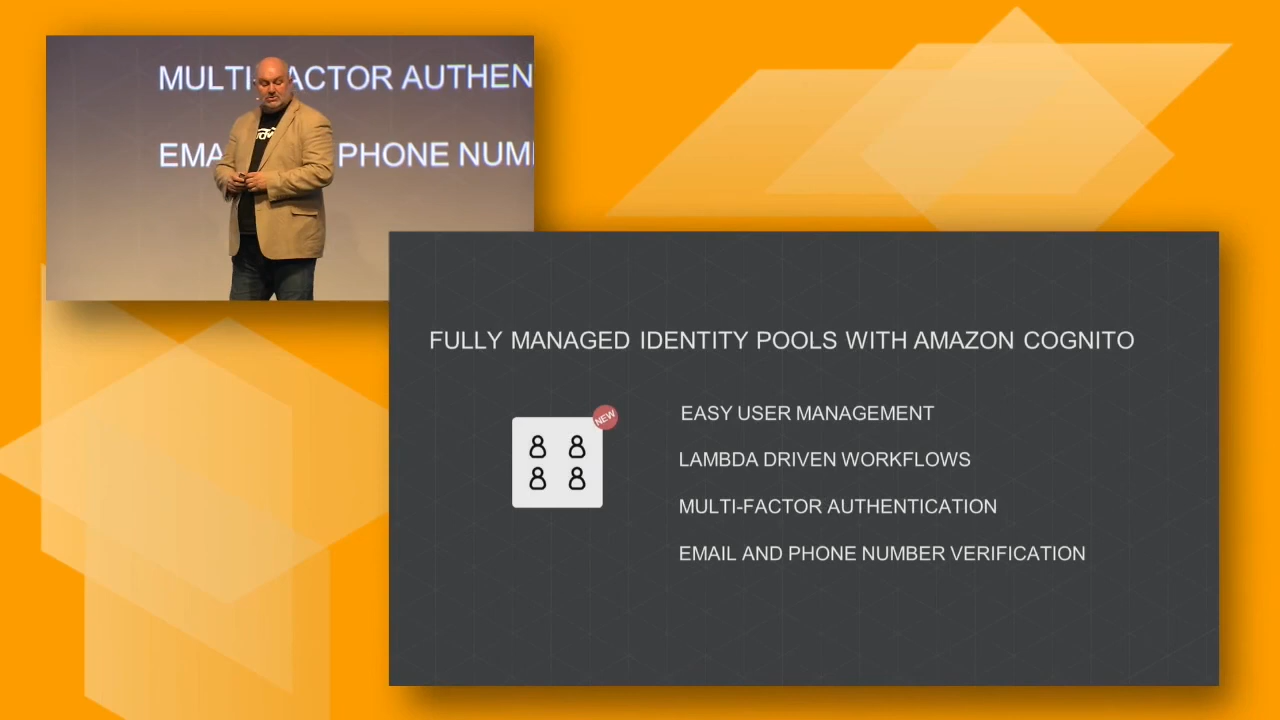 MULTI-FACTOR AUTHEN
EMA PHONE NUM
FULLY MANAGED IDENTITY POOLS WITH AMAZON COGNITO
NEW
EASY USER MANAGEMENT
LAMBDA DRIVEN WORKFLOWS
MULTI-FACTOR AUTHENTICATION
EMAIL AND PHONE NUMBER VERIFICATION